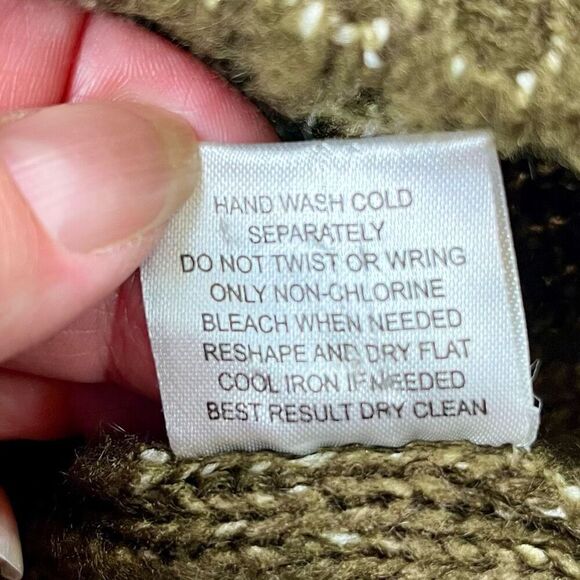 HAND WASH COLD
SEPARATELY
DO NOT TWIST OR WRING
ONLY NON-CHLORINE
BLEACH WHEN NEEDED
RESHAPE AND DRY FLAT
COOL IRON IF NEEDED
BEST RESULT DRY CLEAN